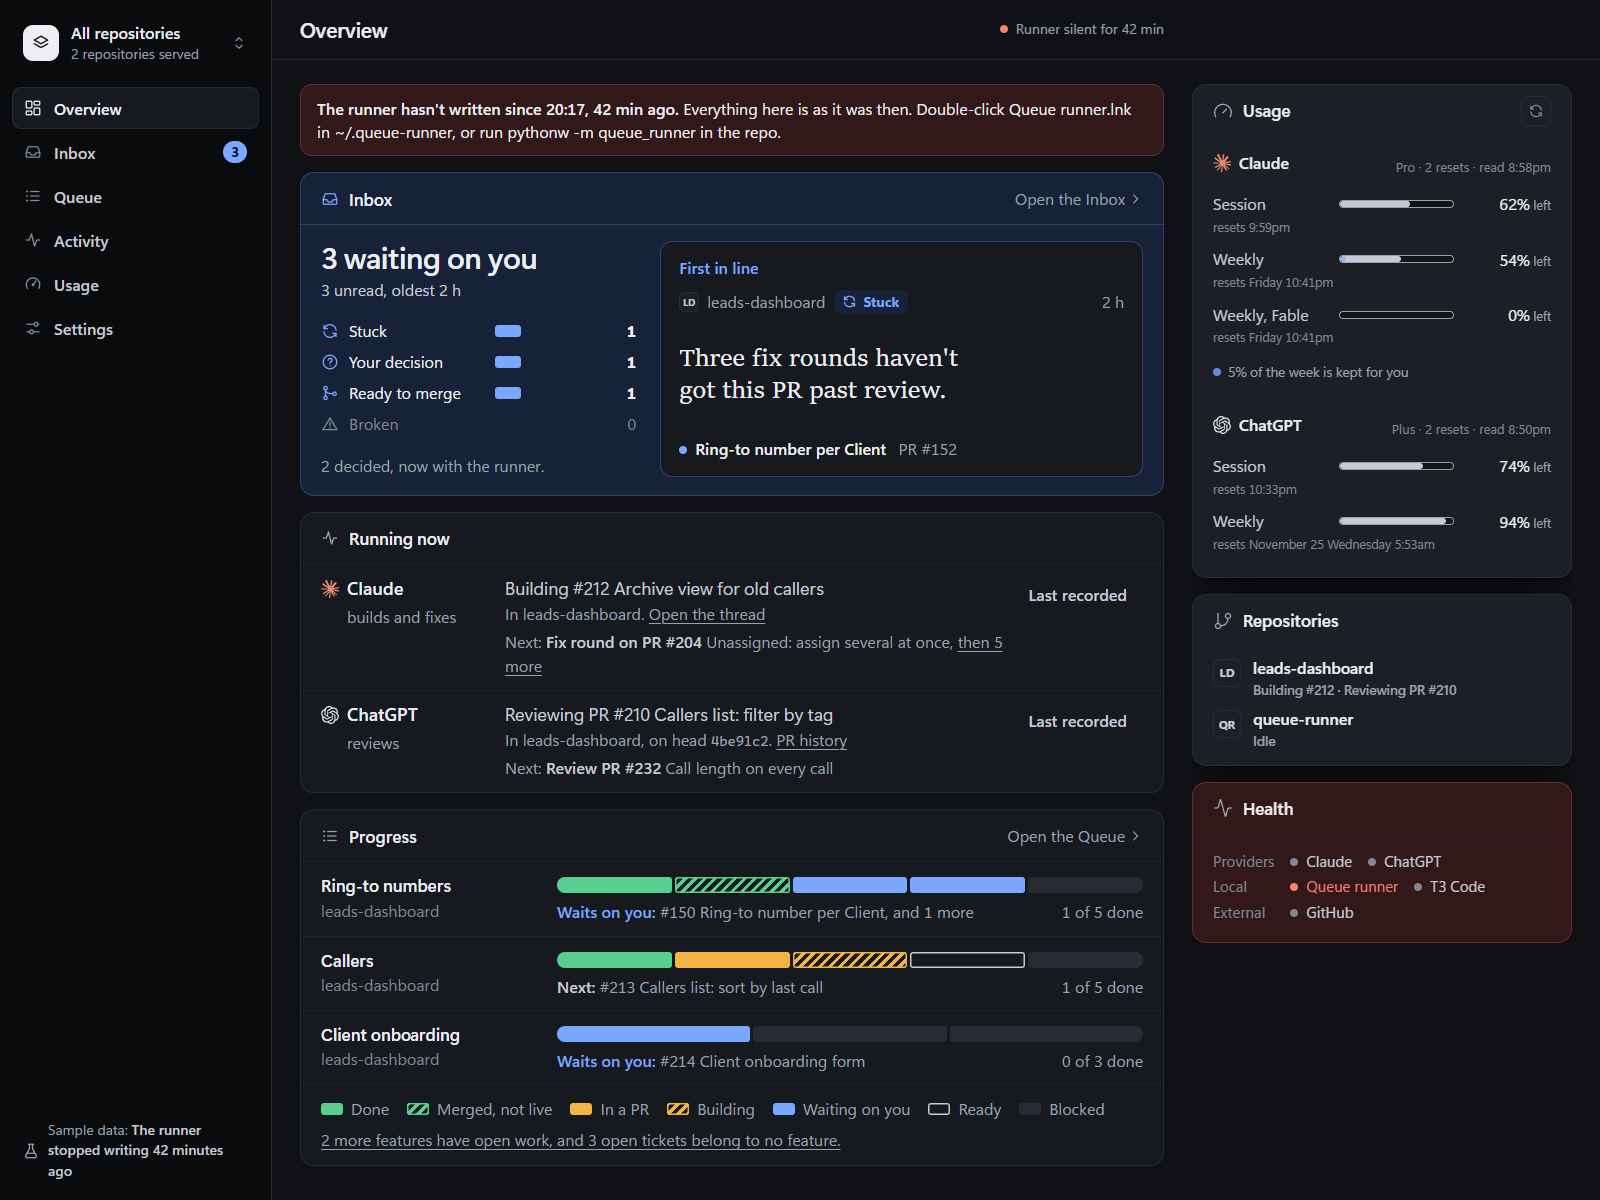 All repositories
2 repositories served
Overview
Inbox
3
Queue
Activity
Usage
Settings
Sample data: The runner
stopped writing 42 minutes
ago
Overview
Runner silent for 42 min
The runner hasn't written since 20:17, 42 min ago. Everything here is as it was then. Double-click Queue runner.lnk
in ~/.queue-runner, or run pythonw -m queue_runner in the repo.
Inbox
Open the Inbox
3 waiting on you
3 unread, oldest 2 h
Stuck 1
Your decision 1
Ready to merge 1
Broken 0
2 decided, now with the runner.
First in line
LD leads-dashboard Stuck 2 h
Three fix rounds haven't
got this PR past review.
Ring-to number per Client PR #152
Running now
Claude
builds and fixes
Building #212 Archive view for old callers
In leads-dashboard. Open the thread
Next: Fix round on PR #204 Unassigned: assign several at once, then 5
more
Last recorded
ChatGPT
reviews
Reviewing PR #210 Callers list: filter by tag
In leads-dashboard, on head 4be91c2. PR history
Next: Review PR #232 Call length on every call
Last recorded
Progress
Open the Queue
Ring-to numbers
leads-dashboard
Waits on you: #150 Ring-to number per Client, and 1 more
1 of 5 done
Callers
leads-dashboard
Next: #213 Callers list: sort by last call
1 of 5 done
Client onboarding
leads-dashboard
Waits on you: #214 Client onboarding form
0 of 3 done
Done Merged, not live In a PR Building Waiting on you Ready Blocked
2 more features have open work, and 3 open tickets belong to no feature.
Usage
Claude
Pro · 2 resets · read 8:58pm
Session 62% left
resets 9:59pm
Weekly 54% left
resets Friday 10:41pm
Weekly, Fable 0% left
resets Friday 10:41pm
5% of the week is kept for you
ChatGPT
Plus · 2 resets · read 8:50pm
Session 74% left
resets 10:33pm
Weekly 94% left
resets November 25 Wednesday 5:53am
Repositories
LD leads-dashboard
Building #212 · Reviewing PR #210
QR queue-runner
Idle
Health
Providers Claude ChatGPT
Local Queue runner T3 Code
External GitHub